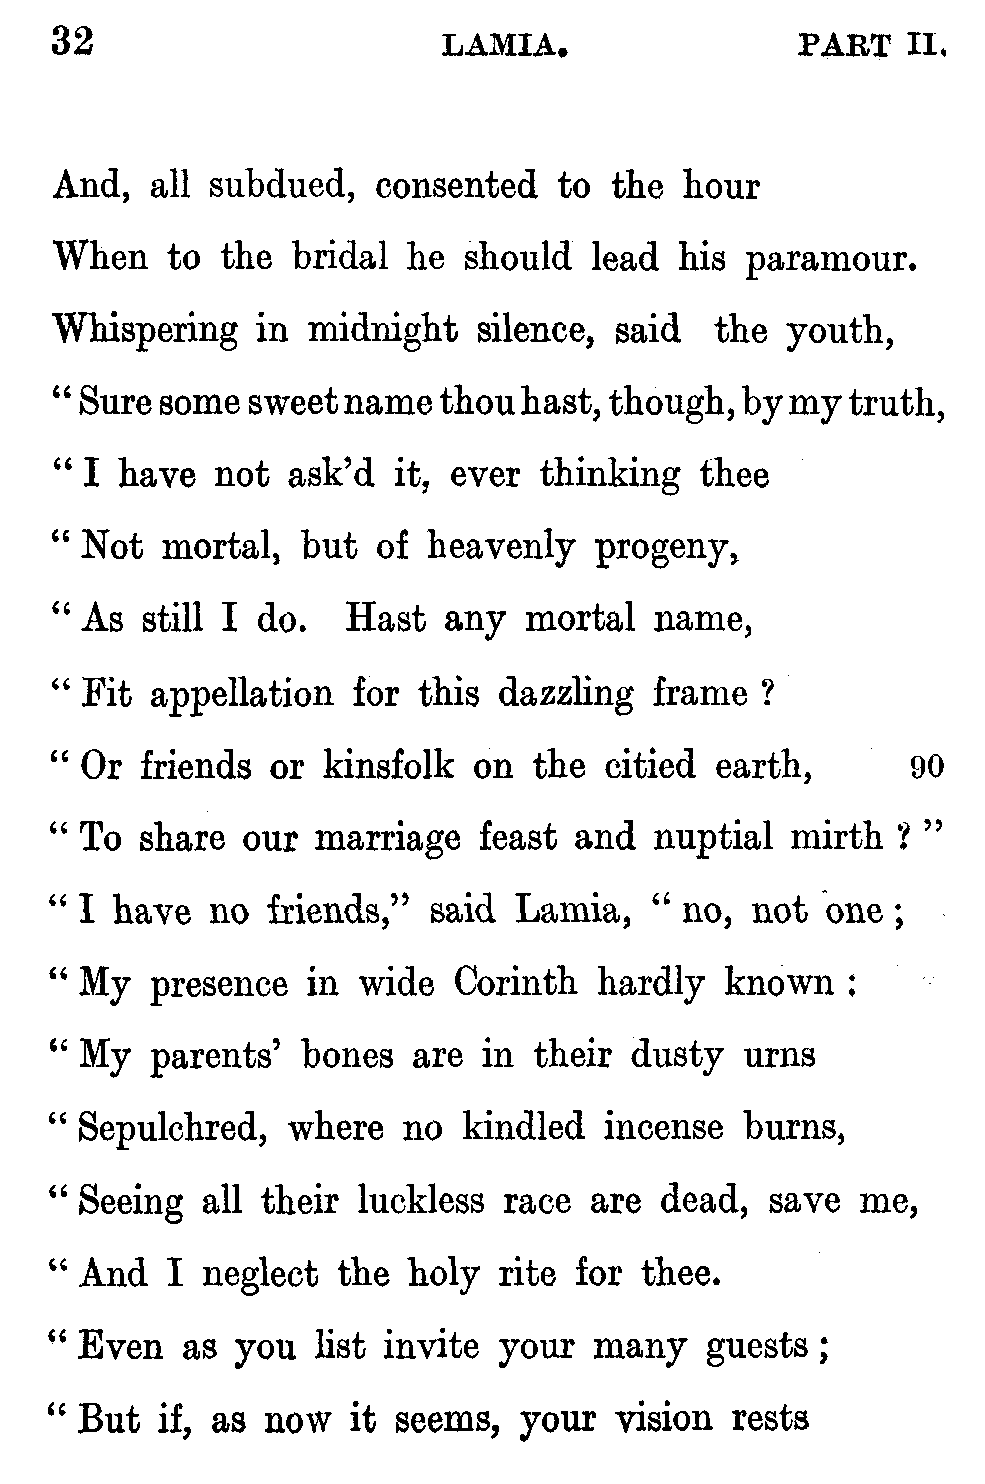 32 LAMIA. PART II.
And, all subdued, consented to the hour
When to the bridal he should lead his paramour.
Whispering in midnight silence, said the youth,
“ Sure some sweet name thou hast, though, by my truth,
“ I have not ask’d it, ever thinking thee
“ Not mortal, but of heavenly progeny,
“ As still I do. Hast any mortal name,
“ Fit appellation for this dazzling frame ?
“ Or friends or kinsfolk on the citied earth, 90
“ To share our marriage feast and nuptial mirth ? ”
“ I have no friends,” said Lamia, “ no, not one ;
“ My presence in wide Corinth hardly known :
“ My parents’ bones are in their dusty urns
“ Sepulchred, where no kindled incense burns,
“ Seeing all their luckless race are dead, save me,
“ And I neglect the holy rite for thee.
“ Even as you list invite your many guests ;
“ But if, as now it seems, your vision rests